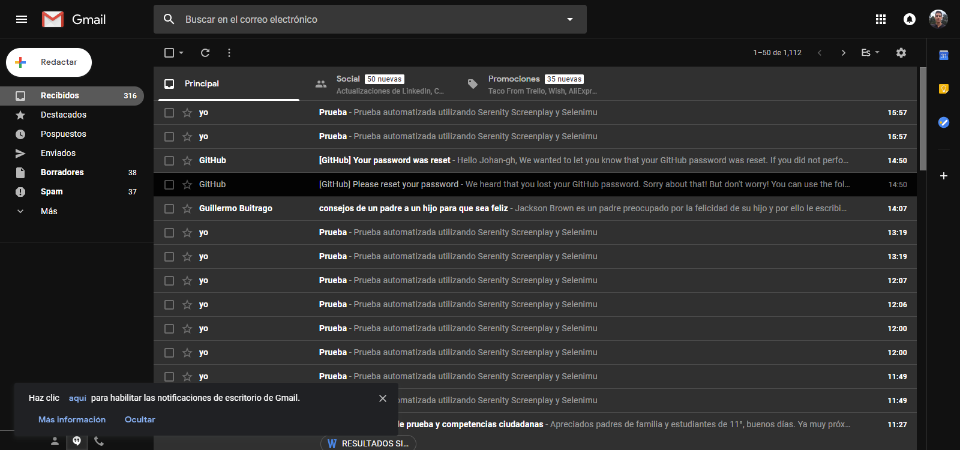 Gmail
Buscar en el correo electrónico
Redactar
1–50 de 1,112
Es
Recibidos 316
Destacados
Pospuestos
Enviados
Borradores 38
Spam 37
Más
Principal
Social 50 nuevas
Actualizaciones de LinkedIn, C...
Promociones 35 nuevas
Taco From Trello, Wish, AliExpr...
yo Prueba - Prueba automatizada utilizando Serenity Screenplay y Selenimu 15:57
yo Prueba - Prueba automatizada utilizando Serenity Screenplay y Selenimu 15:57
GitHub [GitHub] Your password was reset - Hello Johan-gh, We wanted to let you know that your GitHub password was reset. If you did not perfo... 14:50
GitHub [GitHub] Please reset your password - We heard that you lost your GitHub password. Sorry about that! But don't worry! You can use the fol... 14:50
Guillermo Buitrago consejos de un padre a un hijo para que sea feliz - Jackson Brown es un padre preocupado por la felicidad de su hijo y por ello le escribi... 14:07
yo Prueba - Prueba automatizada utilizando Serenity Screenplay y Selenimu 13:19
yo Prueba - Prueba automatizada utilizando Serenity Screenplay y Selenimu 13:19
yo Prueba - Prueba automatizada utilizando Serenity Screenplay y Selenimu 12:07
yo Prueba - Prueba automatizada utilizando Serenity Screenplay y Selenimu 12:06
yo Prueba - Prueba automatizada utilizando Serenity Screenplay y Selenimu 12:00
yo Prueba - Prueba automatizada utilizando Serenity Screenplay y Selenimu 12:00
yo Prueba - Prueba automatizada utilizando Serenity Screenplay y Selenimu 11:49
Prueba automatizada utilizando Serenity Screenplay y Selenimu 11:49
de prueba y competencias ciudadanas - Apreciados padres de familia y estudiantes de 11°, buenos días. Ya muy próx... 11:27
W RESULTADOS SI...
Haz clic aquí para habilitar las notificaciones de escritorio de Gmail.
Más información Ocultar